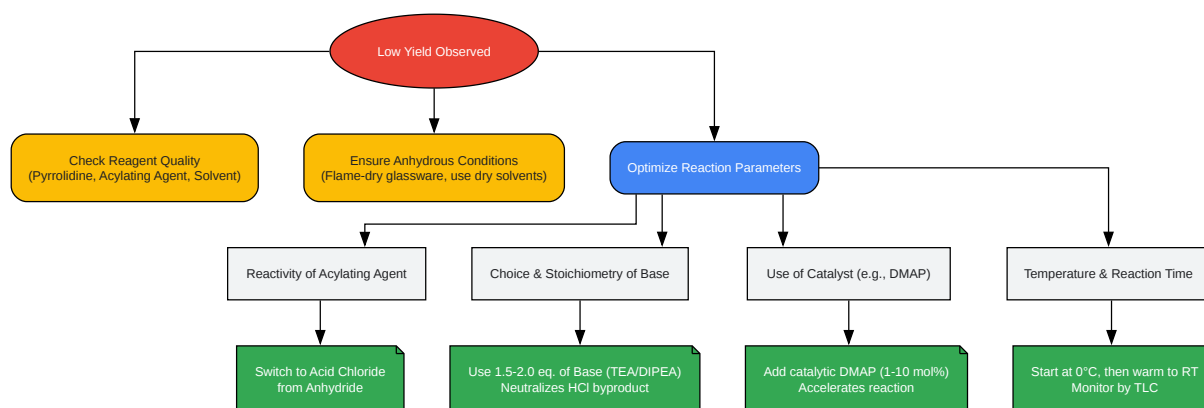 Low Yield Observed
Check Reagent Quality
(Pyrrolidine, Acylating Agent, Solvent)
Ensure Anhydrous Conditions
(Flame-dry glassware, use dry solvents)
Optimize Reaction Parameters
Reactivity of Acylating Agent
Choice & Stoichiometry of Base
Use of Catalyst (e.g., DMAP)
Temperature & Reaction Time
Switch to Acid Chloride
from Anhydride
Use 1.5-2.0 eq. of Base (TEA/DIPEA)
Neutralizes HCl byproduct
Add catalytic DMAP (1-10 mol%)
Accelerates reaction
Start at 0°C, then warm to RT
Monitor by TLC